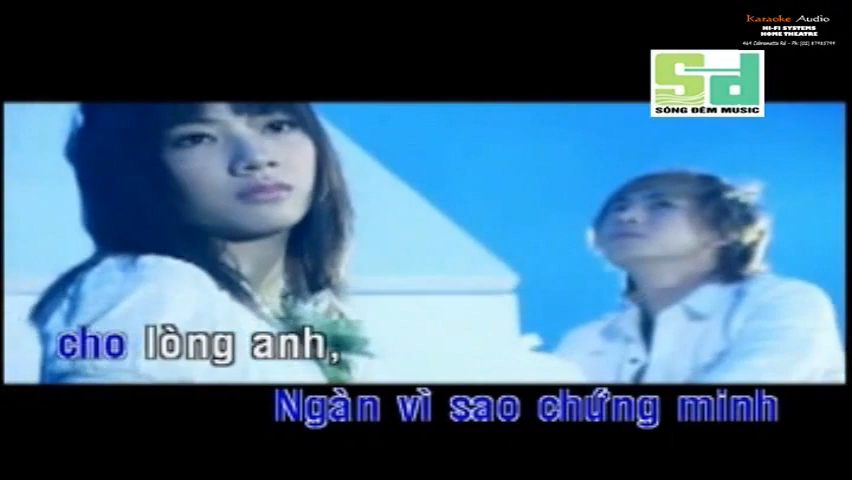 Karaoke Audio
HI-FI SYSTEMS
HOME THEATRE
Sd
SÓNG ĐÊM MUSIC
cho lòng anh,
Ngàn vì sao chứng minh